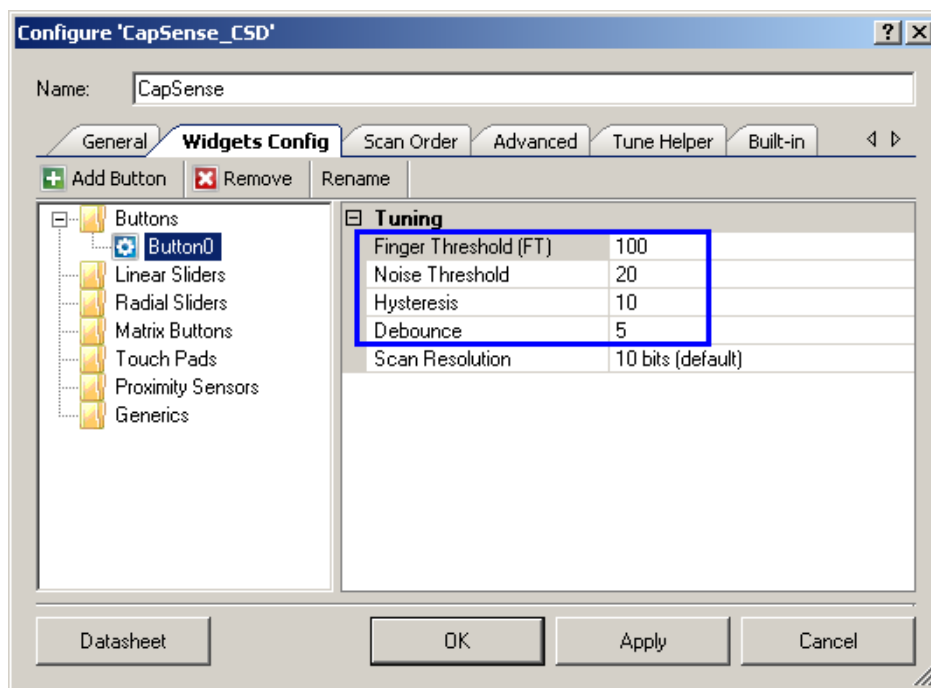 Configure 'CapSense_CSD'
Name: CapSense
General Widgets Config Scan Order Advanced Tune Helper Built-in
Add Button Remove Rename
Buttons
Button0
Linear Sliders
Radial Sliders
Matrix Buttons
Touch Pads
Proximity Sensors
Generics
Tuning
Finger Threshold (FT) 100
Noise Threshold 20
Hysteresis 10
Debounce 5
Scan Resolution 10 bits (default)
Datasheet OK Apply Cancel